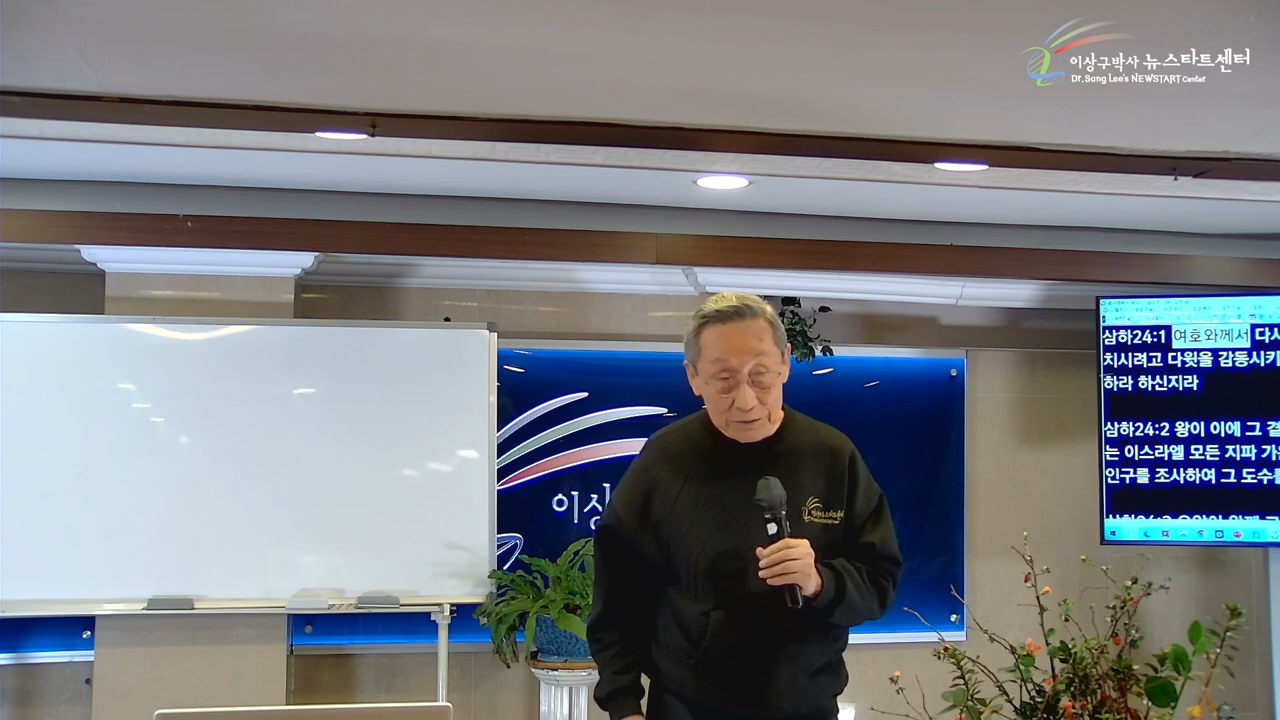 이상구박사 뉴스타트센터
Dr. Sang Lee's NEWSTART Center
삼하24:1 여호와께서 다시
치시려고 다윗을 감동시키
하라 하신지라
삼하24:2 왕이 이에 그
는 이스라엘 모든 지파 가
인구를 조사하여 그 도수를
이상